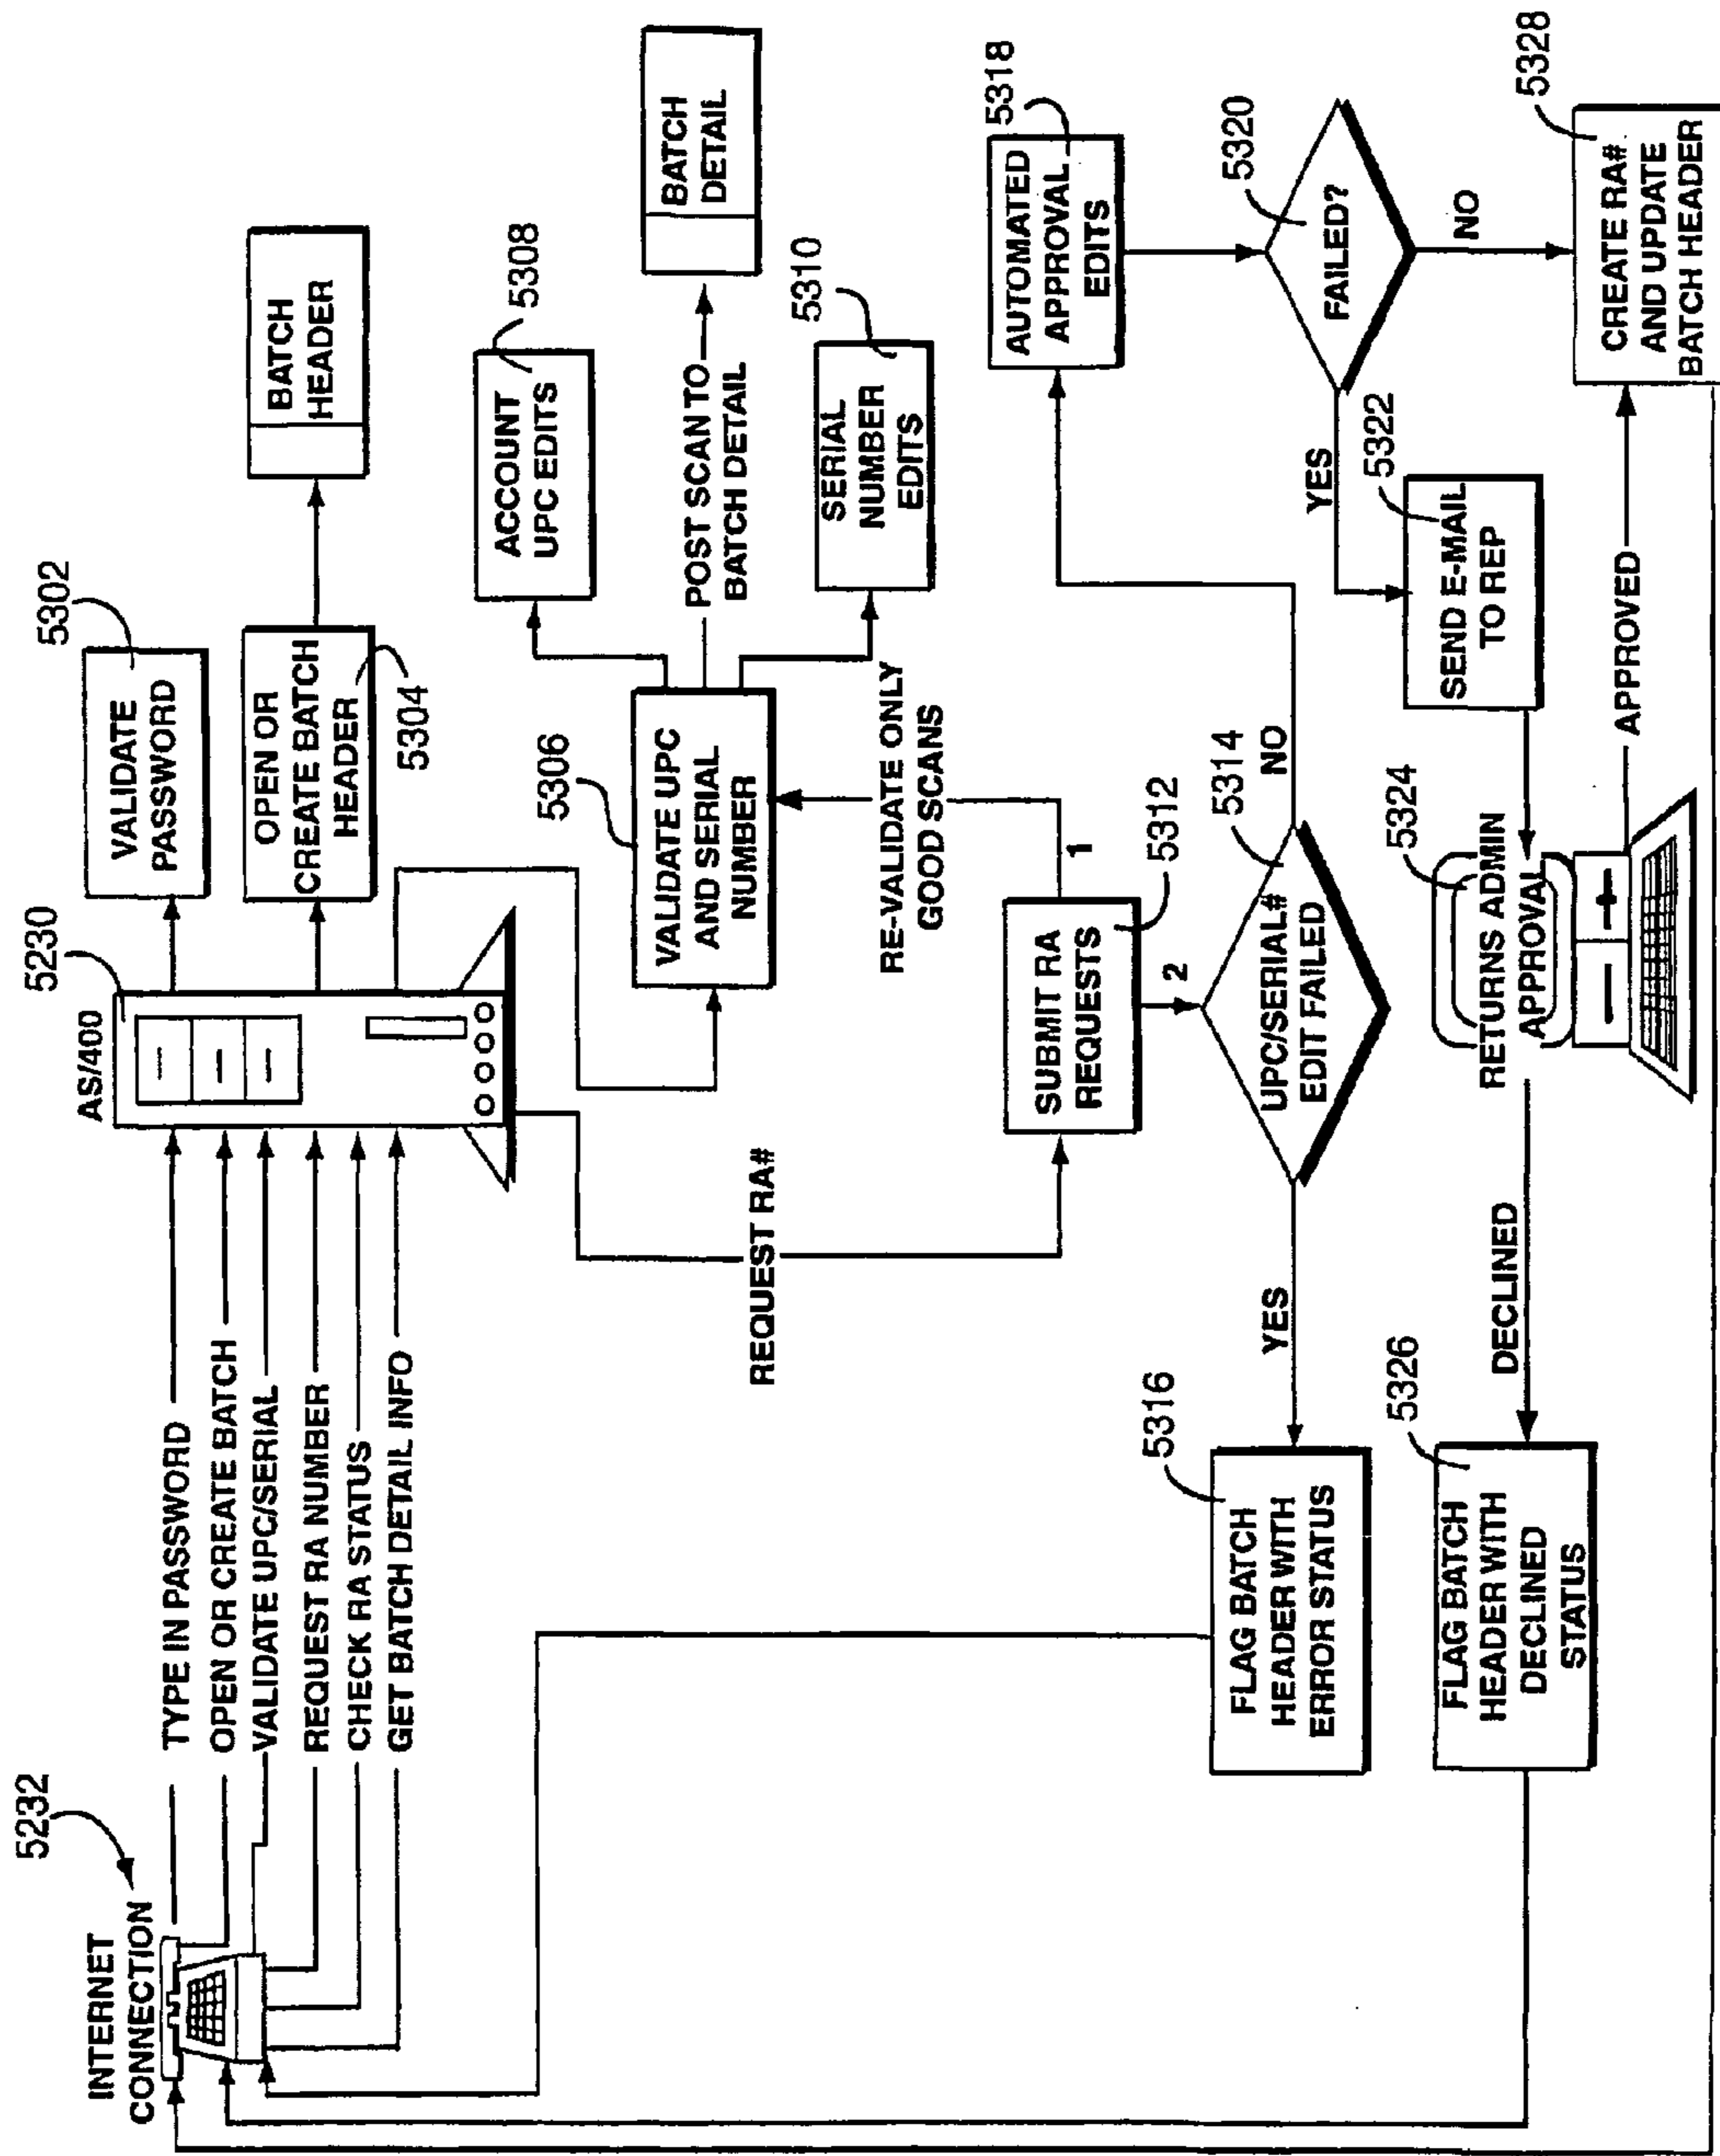 5232
INTERNET
CONNECTION
TYPE IN PASSWORD
OPEN OR CREATE BATCH
VALIDATE UPC/SERIAL
REQUEST RA NUMBER
CHECK RA STATUS
GET BATCH DETAIL INFO
AS/400
5230
VALIDATE
PASSWORD
5302
OPEN OR
CREATE BATCH
HEADER
5304
BATCH
HEADER
5306
VALIDATE UPC
AND SERIAL
NUMBER
ACCOUNT
UPC EDITS
5308
POST SCAN TO
BATCH DETAIL
BATCH
DETAIL
SERIAL
NUMBER
EDITS
5310
REQUEST RA#
RE-VALIDATE ONLY
GOOD SCANS
1
SUBMIT RA
REQUESTS
5312
2
UPC/SERIAL#
EDIT FAILED
5314
YES
NO
5316
FLAG BATCH
HEADER WITH
ERROR STATUS
AUTOMATED
APPROVAL
EDITS
5318
FAILED?
5320
YES
NO
SEND E-MAIL
TO REP
5322
RETURNS ADMIN
APPROVAL
5324
DECLINED
APPROVED
5326
FLAG BATCH
HEADER WITH
DECLINED
STATUS
CREATE RA#
AND UPDATE
BATCH HEADER
5328